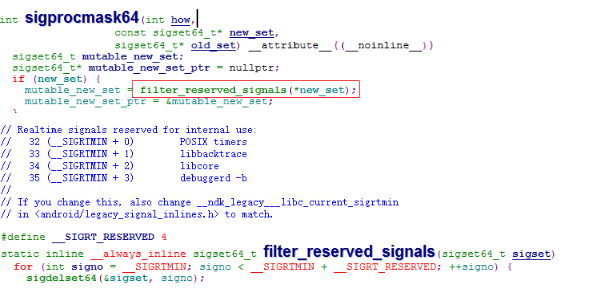 int sigprocmask64(int how,
const sigset64_t* new_set,
sigset64_t* old_set) __attribute__((__noinline__))
sigset64_t mutable_new_set;
sigset64_t* mutable_new_set_ptr = nullptr;
if (new_set) {
mutable_new_set = filter_reserved_signals(*new_set);
mutable_new_set_ptr = &mutable_new_set;
// Realtime signals reserved for internal use:
// 32 (__SIGRTMIN + 0) POSIX timers
// 33 (__SIGRTMIN + 1) libbacktrace
// 34 (__SIGRTMIN + 2) libcore
// 35 (__SIGRTMIN + 3) debuggerd -b
//
// If you change this, also change __ndk_legacy___libc_current_sigrtmin
// in <android/legacy_signal_inlines.h> to match.
#define __SIGRT_RESERVED 4
static inline __always_inline sigset64_t filter_reserved_signals(sigset64_t sigset)
for (int signo = __SIGRTMIN; signo < __SIGRTMIN + __SIGRT_RESERVED; ++signo) {
sigdelset64(&sigset, signo);